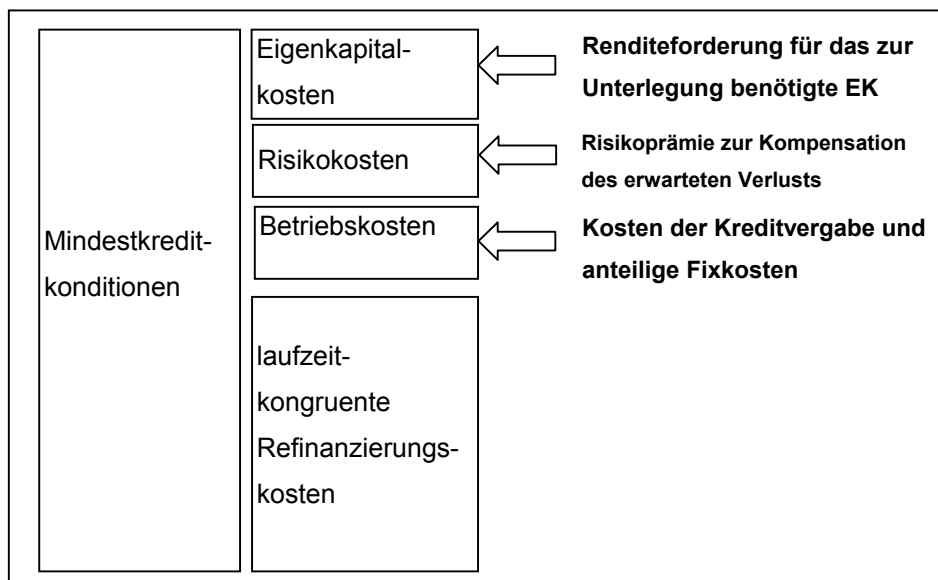 Mindestkredit-
konditionen
Eigenkapital-
kosten
Renditeforderung für das zur
Unterlegung benötigte EK
Risikokosten
Risikoprämie zur Kompensation
des erwarteten Verlusts
Betriebskosten
Kosten der Kreditvergabe und
anteilige Fixkosten
laufzeit-
kongruente
Refinanzierungs-
kosten